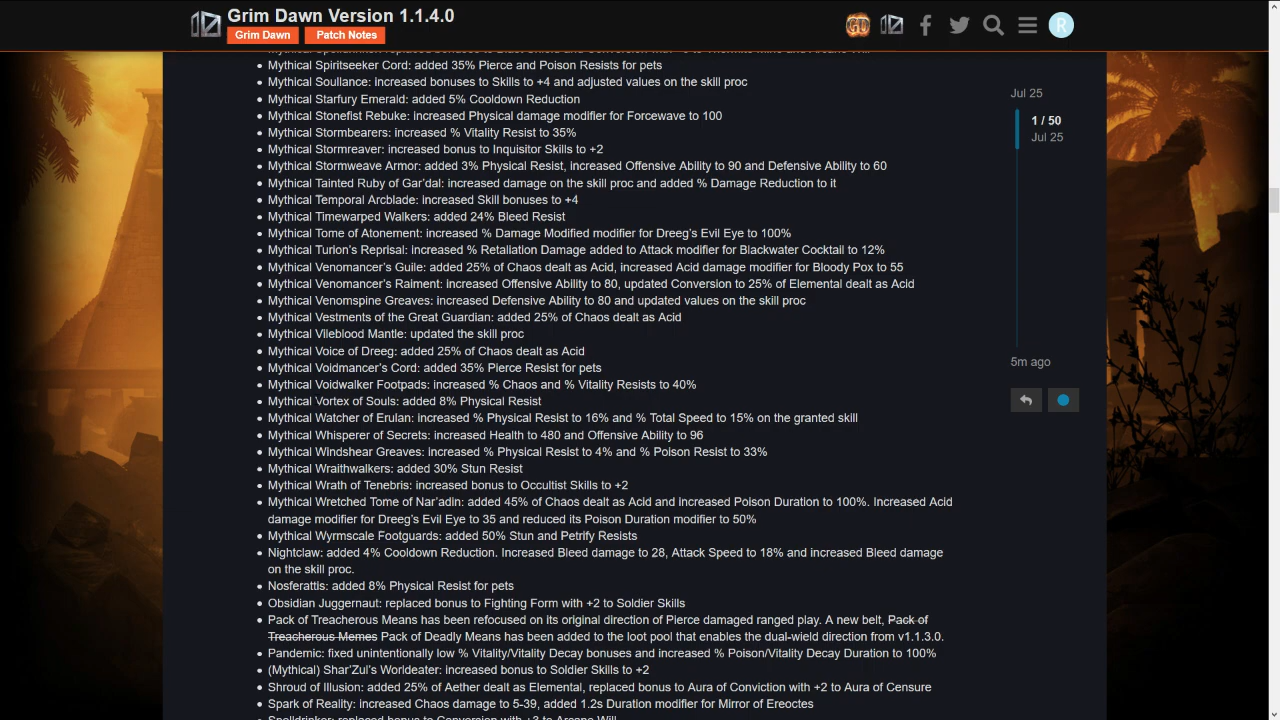 Grim Dawn Version 1.1.4.0
Grim Dawn
Patch Notes
R
Mythical Spiritseeker Cord: added 35% Pierce and Poison Resists for pets
Mythical Soullance: increased bonuses to Skills to +4 and adjusted values on the skill proc
Mythical Starfury Emerald: added 5% Cooldown Reduction
Mythical Stonefist Rebuke: increased Physical damage modifier for Forcewave to 100
Mythical Stormbearers: increased % Vitality Resist to 35%
Mythical Stormreaver: increased bonus to Inquisitor Skills to +2
Mythical Stormweave Armor: added 3% Physical Resist, increased Offensive Ability to 90 and Defensive Ability to 60
Mythical Tainted Ruby of Gar’dal: increased damage on the skill proc and added % Damage Reduction to it
Mythical Temporal Arcblade: increased Skill bonuses to +4
Mythical Timewarped Walkers: added 24% Bleed Resist
Mythical Tome of Atonement: increased % Damage Modified modifier for Dreeg’s Evil Eye to 100%
Mythical Turion’s Reprisal: increased % Retaliation Damage added to Attack modifier for Blackwater Cocktail to 12%
Mythical Venomancer’s Guile: added 25% of Chaos dealt as Acid, increased Acid damage modifier for Bloody Pox to 55
Mythical Venomancer’s Raiment: increased Offensive Ability to 80, updated Conversion to 25% of Elemental dealt as Acid
Mythical Venomspine Greaves: increased Defensive Ability to 80 and updated values on the skill proc
Mythical Vestments of the Great Guardian: added 25% of Chaos dealt as Acid
Mythical Vileblood Mantle: updated the skill proc
Mythical Voice of Dreeg: added 25% of Chaos dealt as Acid
Mythical Voidmancer’s Cord: added 35% Pierce Resist for pets
Mythical Voidwalker Footpads: increased % Chaos and % Vitality Resists to 40%
Mythical Vortex of Souls: added 8% Physical Resist
Mythical Watcher of Erulan: increased % Physical Resist to 16% and % Total Speed to 15% on the granted skill
Mythical Whisperer of Secrets: increased Health to 480 and Offensive Ability to 96
Mythical Windshear Greaves: increased % Physical Resist to 4% and % Poison Resist to 33%
Mythical Wraithwalkers: added 30% Stun Resist
Mythical Wrath of Tenebris: increased bonus to Occultist Skills to +2
Mythical Wretched Tome of Nar’adin: added 45% of Chaos dealt as Acid and increased Poison Duration to 100%. Increased Acid
damage modifier for Dreeg’s Evil Eye to 35 and reduced its Poison Duration modifier to 50%
Mythical Wyrmscale Footguards: added 50% Stun and Petrify Resists
Nightclaw: added 4% Cooldown Reduction. Increased Bleed damage to 28, Attack Speed to 18% and increased Bleed damage
on the skill proc.
Nosferattis: added 8% Physical Resist for pets
Obsidian Juggernaut: replaced bonus to Fighting Form with +2 to Soldier Skills
Pack of Treacherous Means has been refocused on its original direction of Pierce damaged ranged play. A new belt, Pack of
Treacherous Memes Pack of Deadly Means has been added to the loot pool that enables the dual-wield direction from v1.1.3.0.
Pandemic: fixed unintentionally low % Vitality/Vitality Decay bonuses and increased % Poison/Vitality Decay Duration to 100%
(Mythical) Shar’Zul’s Worldeater: increased bonus to Soldier Skills to +2
Shroud of Illusion: added 25% of Aether dealt as Elemental, replaced bonus to Aura of Conviction with +2 to Aura of Censure
Spark of Reality: increased Chaos damage to 5-39, added 1.2s Duration modifier for Mirror of Ereoctes
Jul 25
1 / 50
Jul 25
5m ago